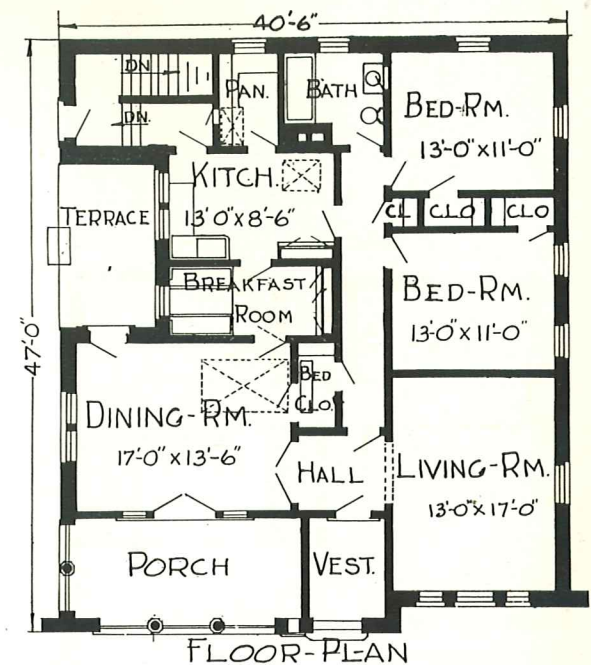 40'-6"
DN
PAN.
BATH
BED-RM.
13'-0"x11'-0"
DN.
KITCH.
13'0"x8'-6"
CL
CLO
CLO
TERRACE
BREAKFAST
ROOM
BED-RM.
13'-0"x11'-0"
47'-0"
BED
CLO.
DINING-RM.
17'-0"x13'-6"
HALL
LIVING-RM.
13'-0"x17'-0"
PORCH
VEST.
FLOOR-PLAN